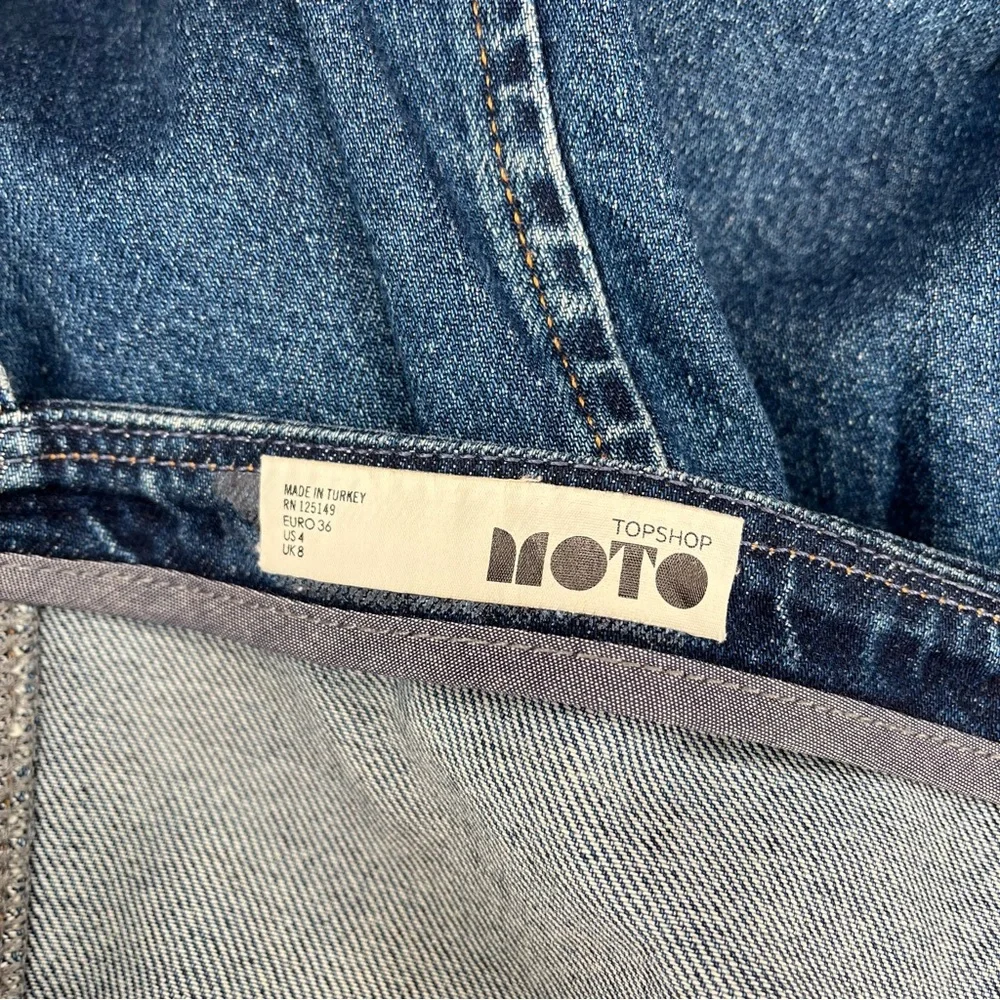 MADE IN TURKEY
RN 125149
EURO 36
US 4
UK 8
TOPSHOP
MOTO